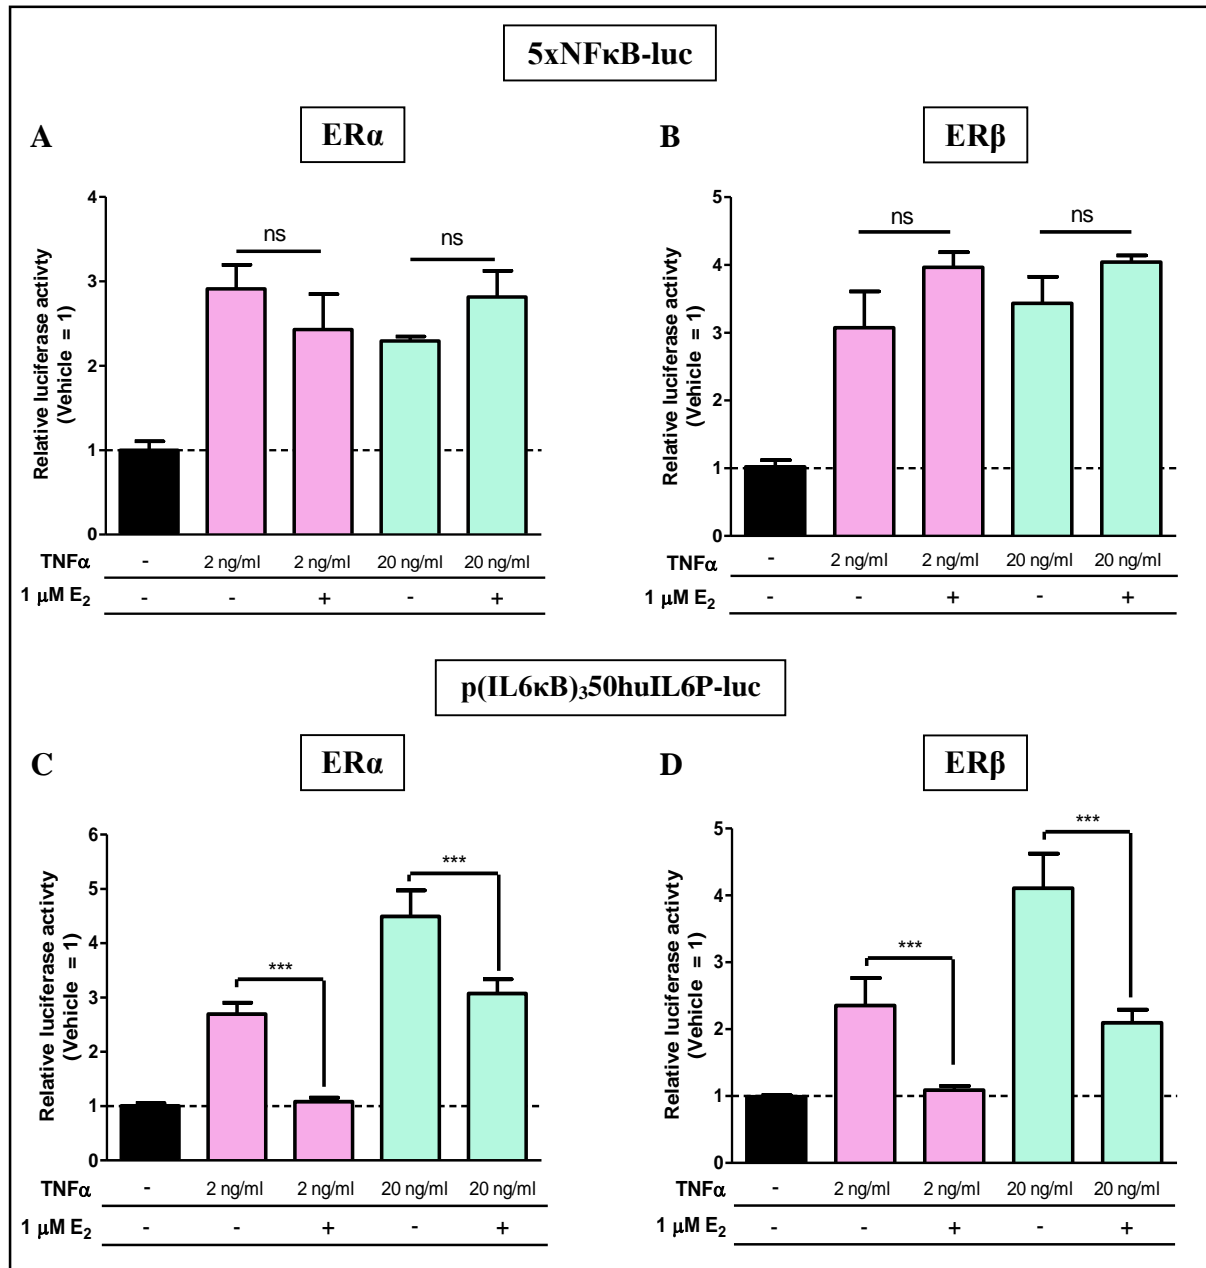 5xNFκB-luc
A
ERα
B
ERβ
Relative luciferase activty
(Vehicle = 1)
4
3
2
1
0
ns
ns
TNFα - 2 ng/ml 2 ng/ml 20 ng/ml 20 ng/ml
1 μM E2 - - + - +
Relative luciferase activty
(Vehicle = 1)
5
4
3
2
1
0
ns
ns
TNFα - 2 ng/ml 2 ng/ml 20 ng/ml 20 ng/ml
1 μM E2 - - + - +
p(IL6κB)₃50huIL6P-luc
C
ERα
D
ERβ
Relative luciferase activty
(Vehicle = 1)
6
5
4
3
2
1
0
***
***
TNFα - 2 ng/ml 2 ng/ml 20 ng/ml 20 ng/ml
1 μM E2 - - + - +
Relative luciferase activty
(Vehicle = 1)
5
4
3
2
1
0
***
***
TNFα - 2 ng/ml 2 ng/ml 20 ng/ml 20 ng/ml
1 μM E2 - - + - +